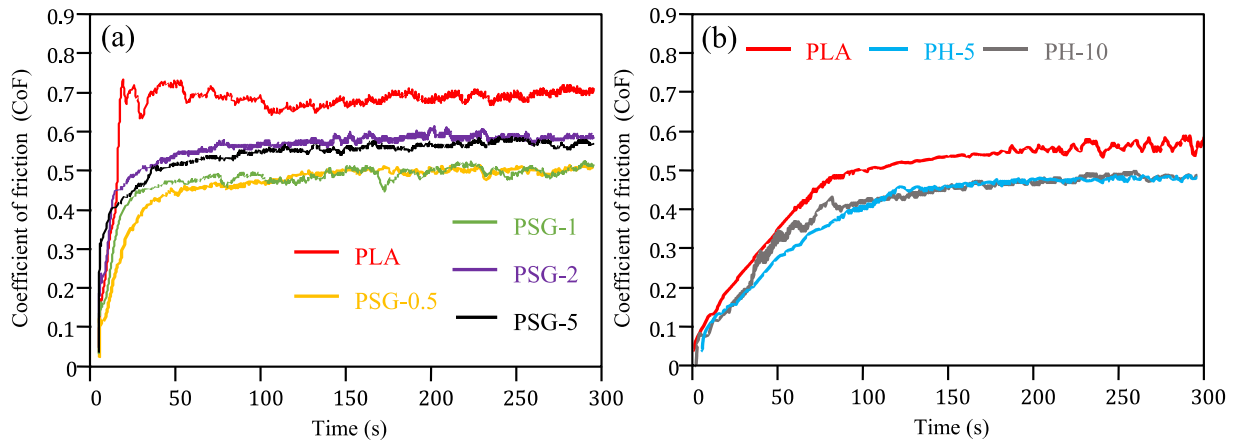 (a)
Coefficient of friction (CoF)
0.9
0.8
0.7
0.6
0.5
0.4
0.3
0.2
0.1
0
PLA
PSG-0.5
PSG-1
PSG-2
PSG-5
0 50 100 150 200 250 300
Time (s)
(b)
PLA PH-5 PH-10
Coefficient of friction (CoF)
0.9
0.8
0.7
0.6
0.5
0.4
0.3
0.2
0.1
0
0 50 100 150 200 250 300
Time (s)